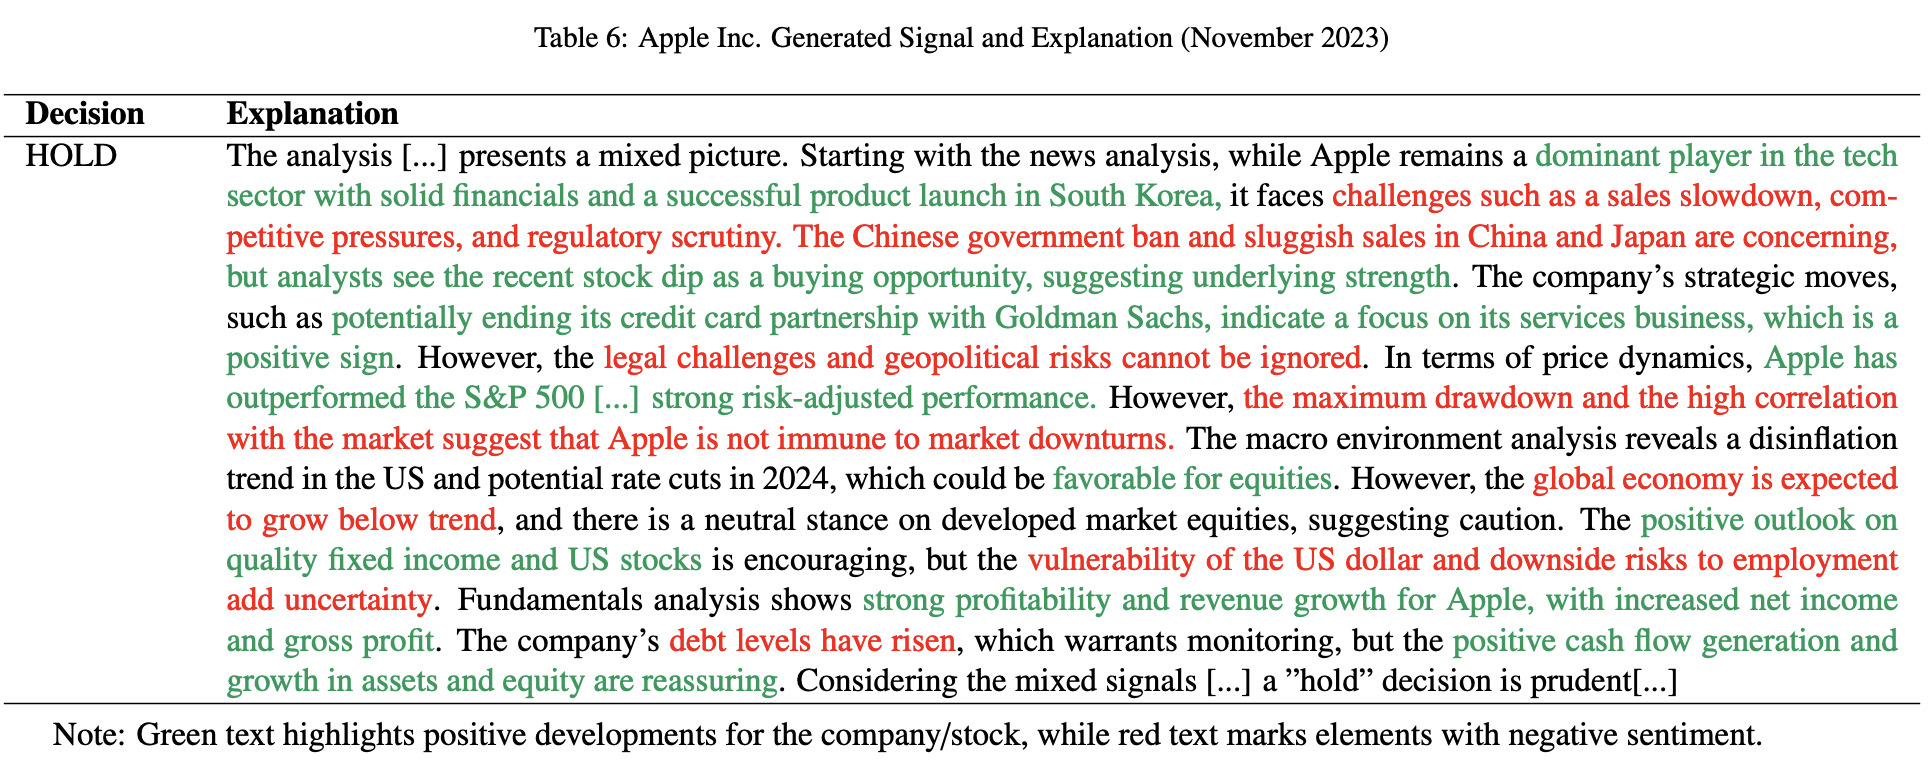 Table 6: Apple Inc. Generated Signal and Explanation (November 2023)
Decision Explanation
HOLD The analysis [...] presents a mixed picture. Starting with the news analysis, while Apple remains a dominant player in the tech
sector with solid financials and a successful product launch in South Korea, it faces challenges such as a sales slowdown, com-
petitive pressures, and regulatory scrutiny. The Chinese government ban and sluggish sales in China and Japan are concerning,
but analysts see the recent stock dip as a buying opportunity, suggesting underlying strength. The company's strategic moves,
such as potentially ending its credit card partnership with Goldman Sachs, indicate a focus on its services business, which is a
positive sign. However, the legal challenges and geopolitical risks cannot be ignored. In terms of price dynamics, Apple has
outperformed the S&P 500 [...] strong risk-adjusted performance. However, the maximum drawdown and the high correlation
with the market suggest that Apple is not immune to market downturns. The macro environment analysis reveals a disinflation
trend in the US and potential rate cuts in 2024, which could be favorable for equities. However, the global economy is expected
to grow below trend, and there is a neutral stance on developed market equities, suggesting caution. The positive outlook on
quality fixed income and US stocks is encouraging, but the vulnerability of the US dollar and downside risks to employment
add uncertainty. Fundamentals analysis shows strong profitability and revenue growth for Apple, with increased net income
and gross profit. The company's debt levels have risen, which warrants monitoring, but the positive cash flow generation and
growth in assets and equity are reassuring. Considering the mixed signals [...] a ”hold” decision is prudent[...]
Note: Green text highlights positive developments for the company/stock, while red text marks elements with negative sentiment.